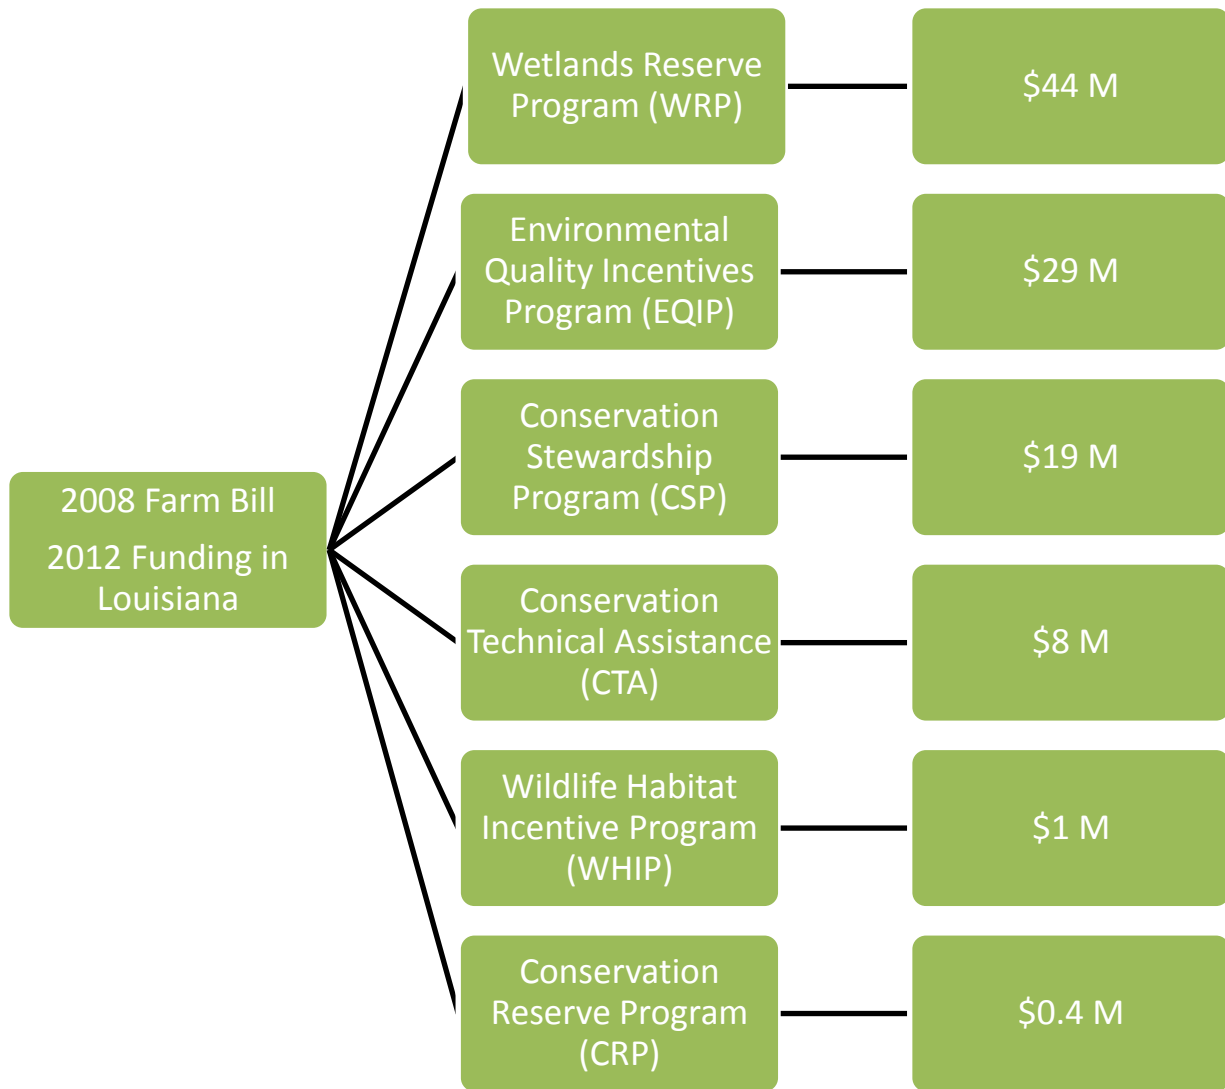 Wetlands Reserve
Program (WRP)
$44 M
Environmental
Quality Incentives
Program (EQIP)
$29 M
Conservation
Stewardship
Program (CSP)
$19 M
2008 Farm Bill
2012 Funding in
Louisiana
Conservation
Technical Assistance
(CTA)
$8 M
Wildlife Habitat
Incentive Program
(WHIP)
$1 M
Conservation
Reserve Program
(CRP)
$0.4 M